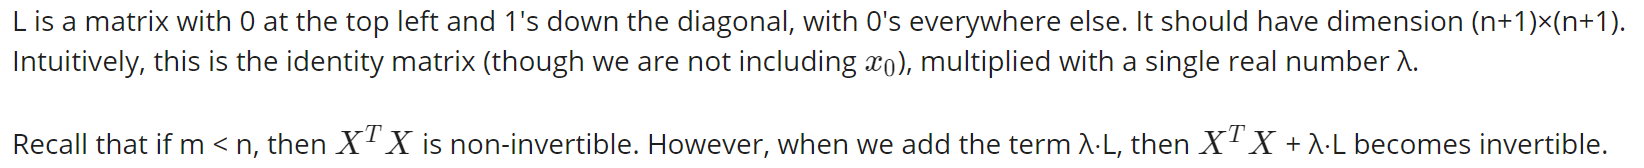 L is a matrix with 0 at the top left and 1's down the diagonal, with 0's everywhere else. It should have dimension (n+1)×(n+1).
Intuitively, this is the identity matrix (though we are not including x₀), multiplied with a single real number λ.
Recall that if m < n, then XᵀX is non-invertible. However, when we add the term λ⋅L, then XᵀX + λ⋅L becomes invertible.